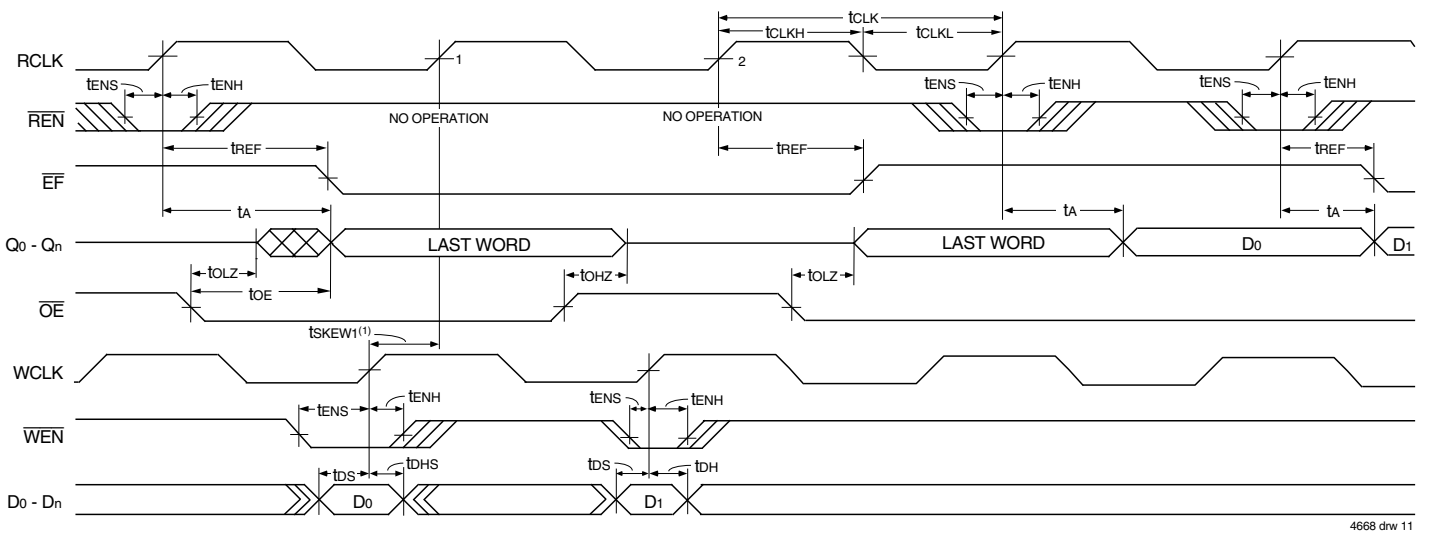 tCLK
tCLKH
tCLKL
RCLK
1
2
tENS
tENH
tENS
tENH
tENS
tENH
REN
NO OPERATION
NO OPERATION
tREF
tREF
tREF
EF
tA
tA
tA
Q0 - Qn
LAST WORD
LAST WORD
D0
D1
tOLZ
tOHZ
tOLZ
tOE
OE
tSKEW1(1)
WCLK
tENS
tENH
tENS
tENH
WEN
tDS
tDHS
tDS
tDH
D0 - Dn
D0
D1
4668 drw 11